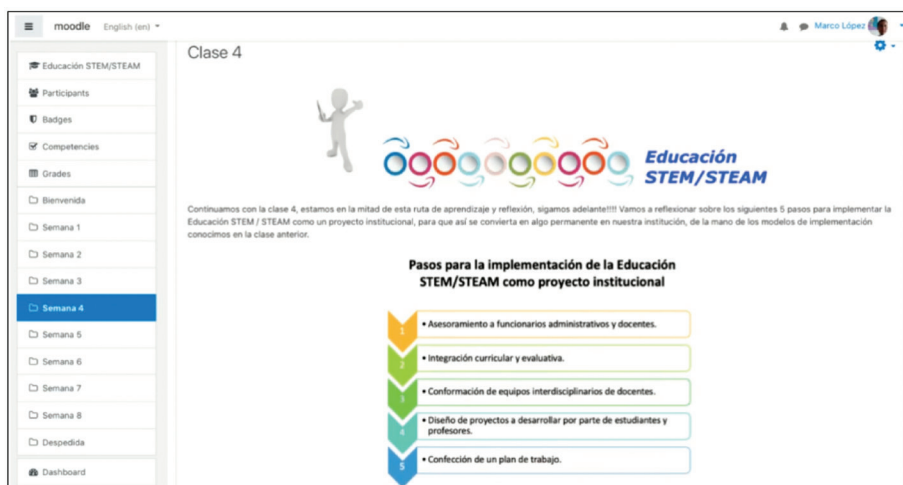 moodle English (en)
Marco López
Educación STEM/STEAM
Participants
Badges
Competencies
Grades
Bienvenida
Semana 1
Semana 2
Semana 3
Semana 4
Semana 5
Semana 6
Semana 7
Semana 8
Despedida
Dashboard
Clase 4
Educación
STEM/STEAM
Continuamos con la clase 4, estamos en la mitad de esta ruta de aprendizaje y reflexión, sigamos adelante!!!! Vamos a reflexionar sobre los siguientes 5 pasos para implementar la
Educación STEM / STEAM como un proyecto institucional, para que así se convierta en algo permanente en nuestra institución, de la mano de los modelos de implementación
conocimos en la clase anterior.
Pasos para la implementación de la Educación
STEM/STEAM como proyecto institucional
1 • Asesoramiento a funcionarios administrativos y docentes.
2 • Integración curricular y evaluativa.
3 • Conformación de equipos interdisciplinarios de docentes.
4 • Diseño de proyectos a desarrollar por parte de estudiantes y
profesores.
5 • Confección de un plan de trabajo.